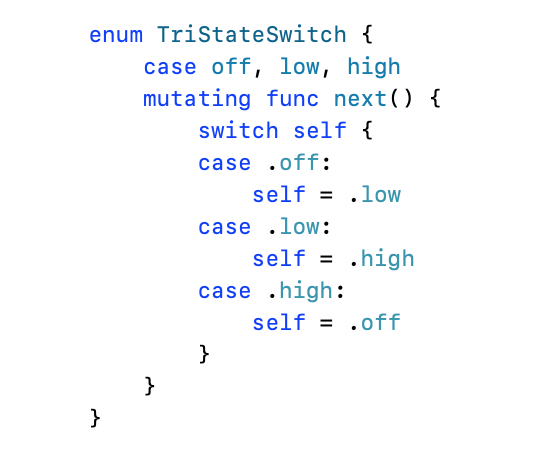 enum TriStateSwitch {
    case off, low, high
    mutating func next() {
        switch self {
        case .off:
            self = .low
        case .low:
            self = .high
        case .high:
            self = .off
        }
    }
}